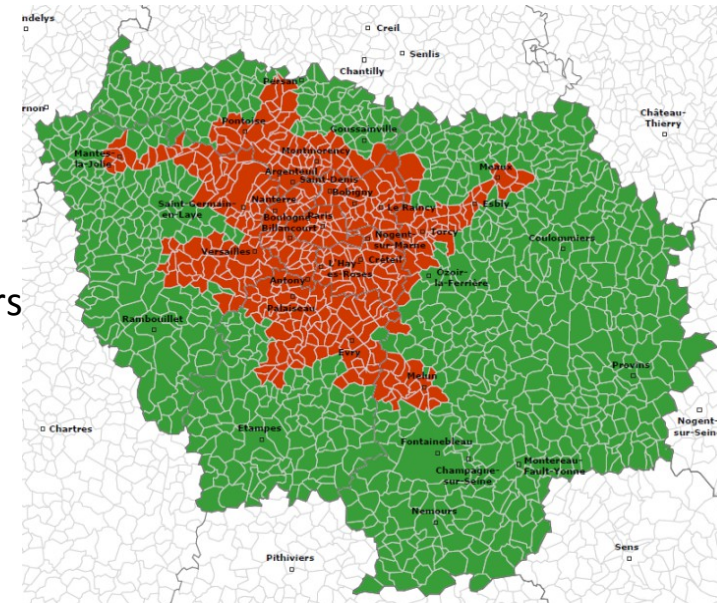 ndelys
Creil
Senlis
Chantilly
Persan
rnon
Château-
Thierry
Pontoise
Goussainville
Montmorency
Mantes-
la-Jolie
Meaux
Argenteuil
Saint-Denis
Bobigny
Saint-Germain-
en-Laye
Nanterre
Le Raincy
Esbly
Boulogne-
Billancourt
Paris
Torcy
Nogent-
sur-Marne
Coulommiers
Versailles
Créteil
L'Hay-
es-Roses
Ozoir-
la-Ferrière
Antony
rs
Palaiseau
Rambouillet
Evry
Provins
Melun
Nogent-
sur-Seine
Chartres
Etampes
Fontainebleau
Champagne-
sur-Seine
Montereau-
Fault-Yonne
Nemours
Sens
Pithiviers